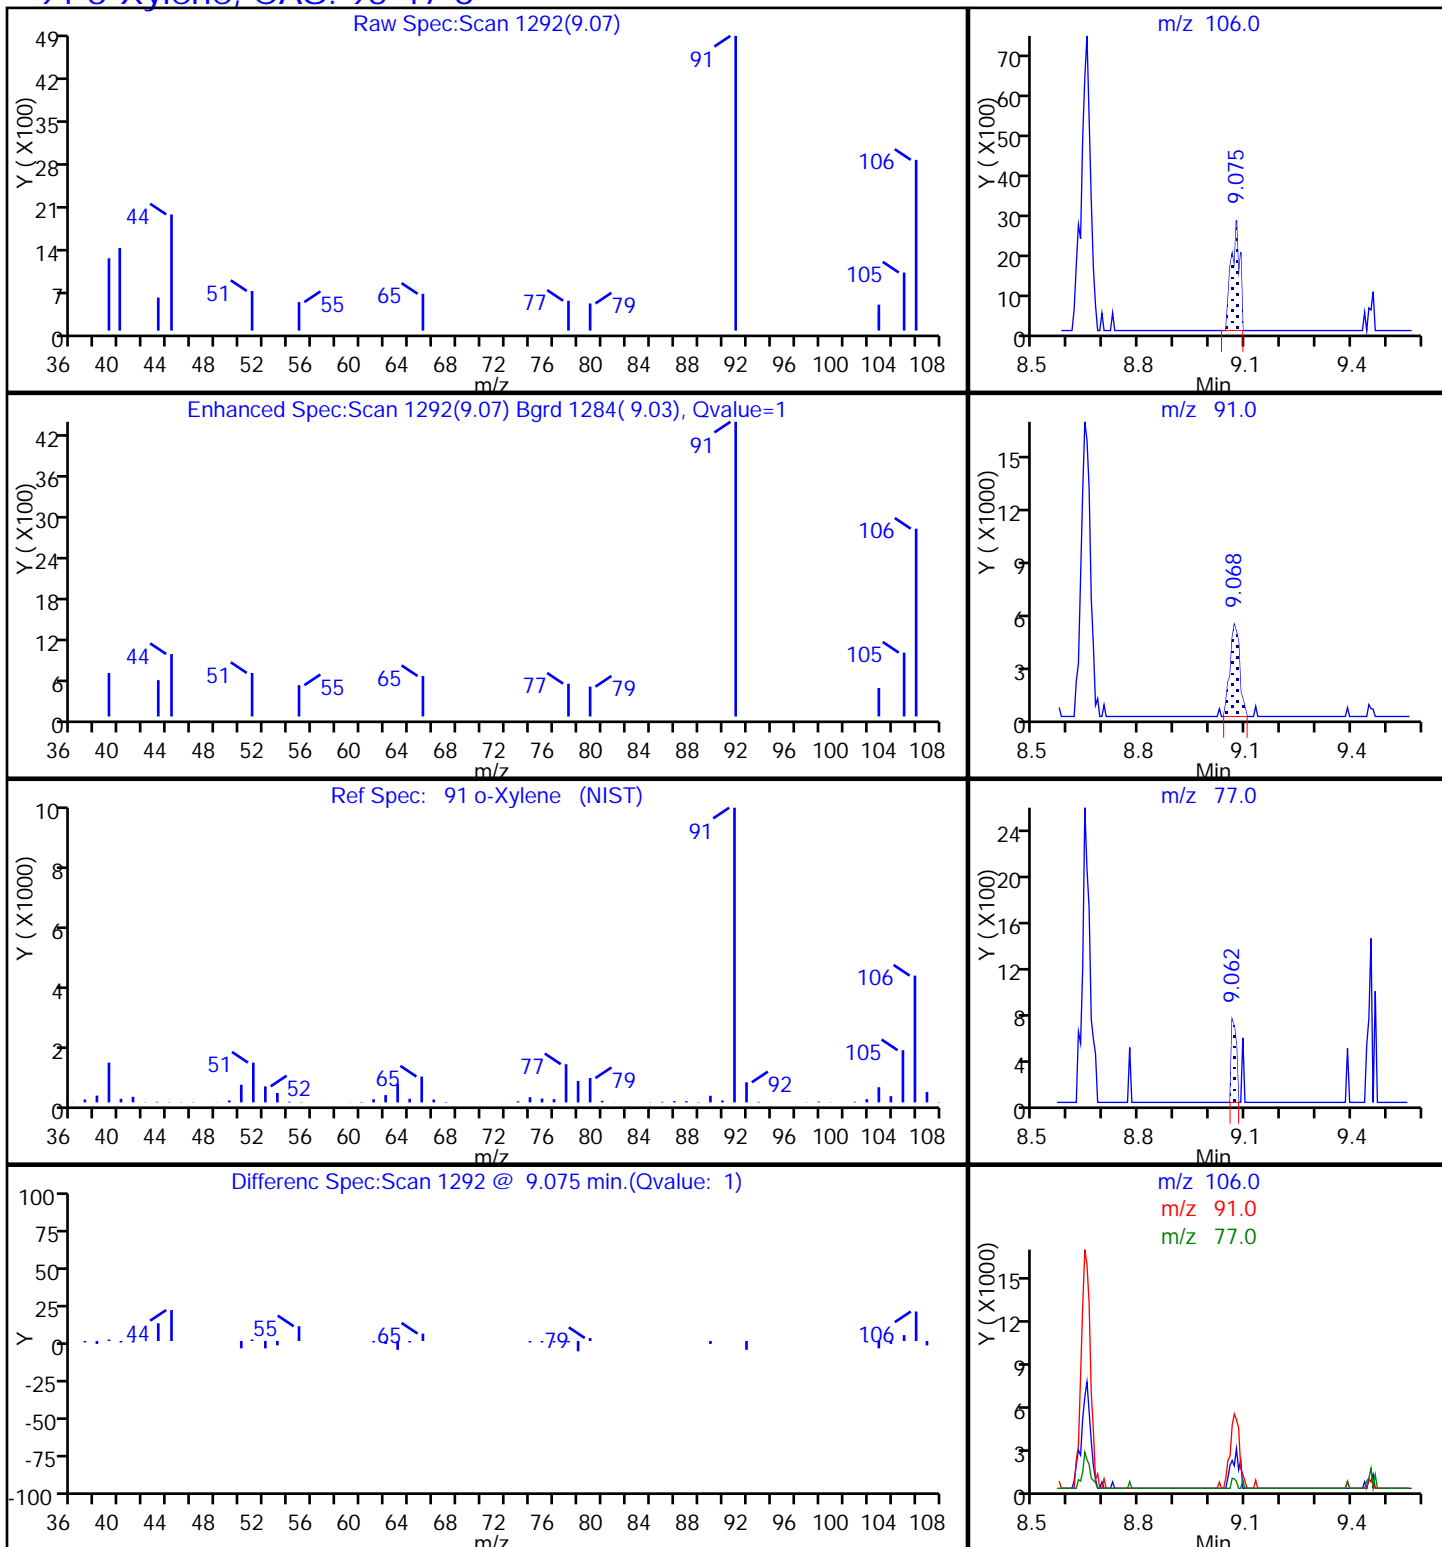 91 o-Xylene, CAS: 95-47-6
Raw Spec:Scan 1292(9.07)
49
42
35
28
21
14
7
0
Y ( X100)
44
51
55
65
77
79
91
105
106
36 40 44 48 52 56 60 64 68 72 76 80 84 88 92 96 100 104 108
m/z
m/z 106.0
70
60
50
40
30
20
10
0
Y ( X100)
9.075
8.5 8.8 9.1 9.4
Min
Enhanced Spec:Scan 1292(9.07) Bgrd 1284( 9.03), Qvalue=1
42
36
30
24
18
12
6
0
Y ( X100)
44
51
55
65
77
79
91
105
106
36 40 44 48 52 56 60 64 68 72 76 80 84 88 92 96 100 104 108
m/z
m/z 91.0
15
12
9
6
3
0
Y ( X1000)
9.068
8.5 8.8 9.1 9.4
Min
Ref Spec: 91 o-Xylene (NIST)
10
8
6
4
2
0
Y ( X1000)
51
52
65
77
79
91
92
105
106
36 40 44 48 52 56 60 64 68 72 76 80 84 88 92 96 100 104 108
m/z
m/z 77.0
24
20
16
12
8
4
0
Y ( X100)
9.062
8.5 8.8 9.1 9.4
Min
Differenc Spec:Scan 1292 @ 9.075 min.(Qvalue: 1)
100
75
50
25
0
-25
-50
-75
-100
Y
44
55
65
79
106
36 40 44 48 52 56 60 64 68 72 76 80 84 88 92 96 100 104 108
m/z
m/z 106.0
m/z 91.0
m/z 77.0
15
12
9
6
3
0
Y ( X1000)
8.5 8.8 9.1 9.4
Min